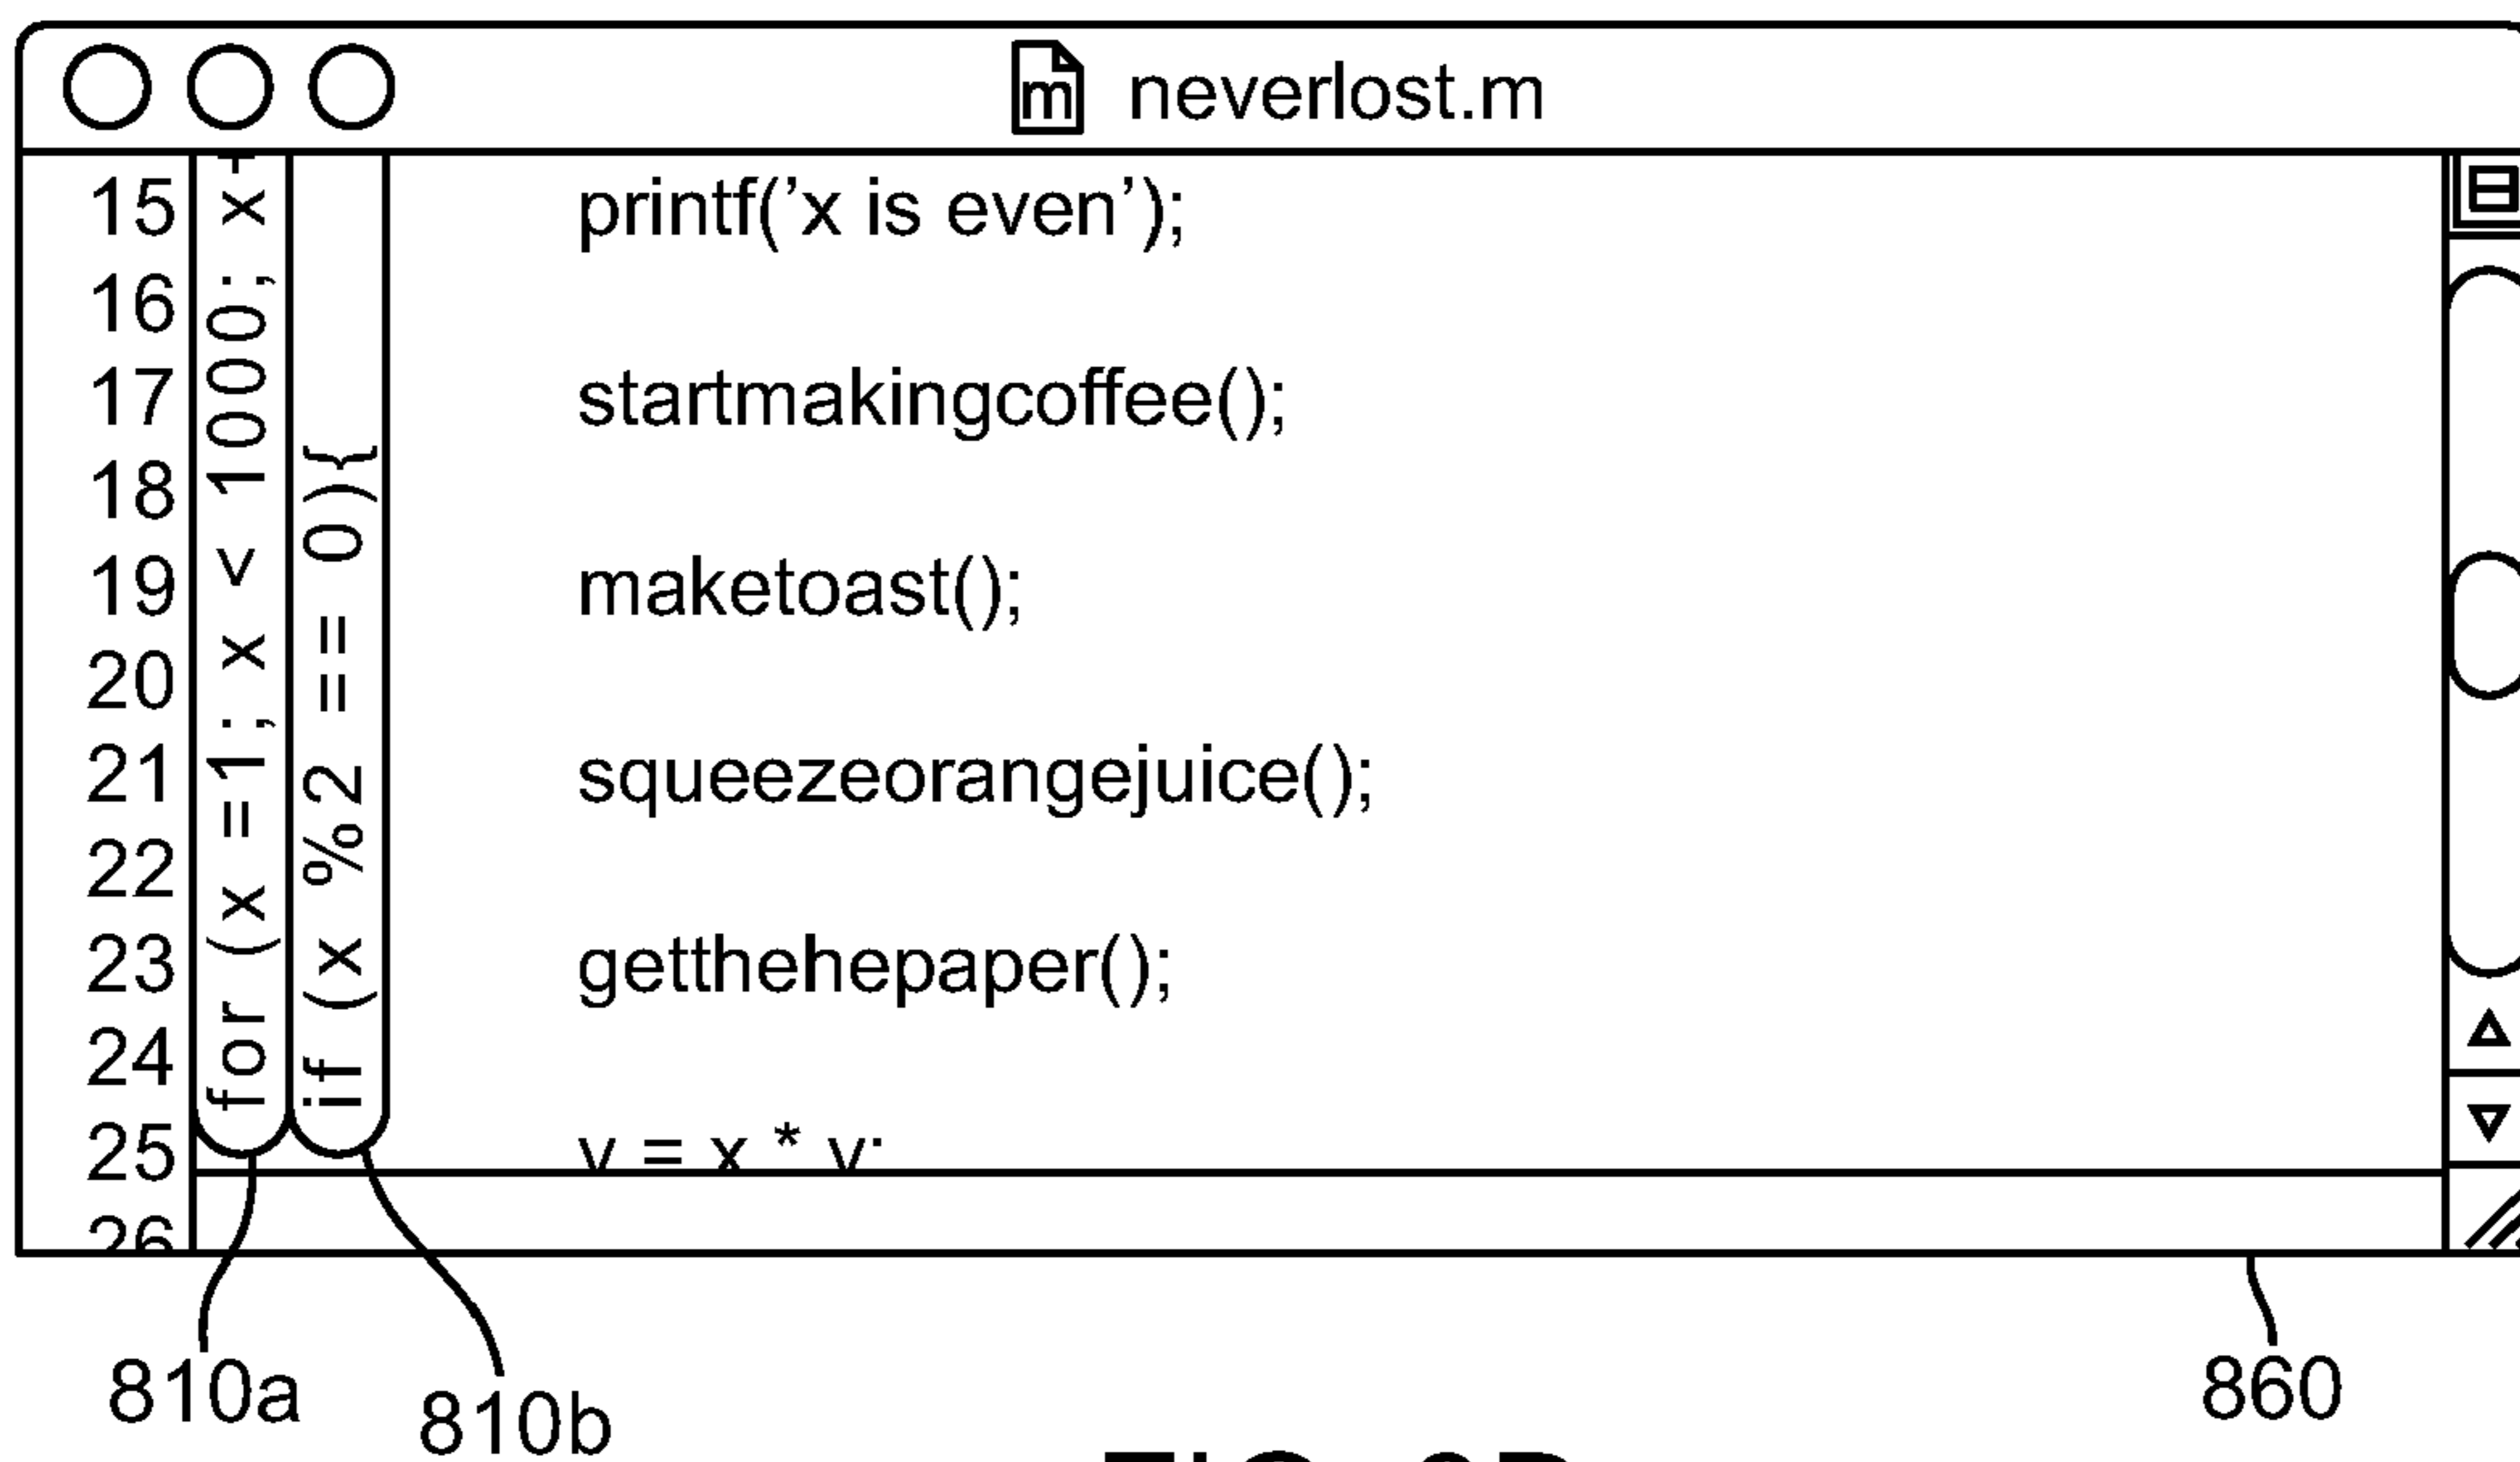 neverlost.m
15 printf('x is even');
16
17 startmakingcoffee();
18
19 maketoast();
20
21 squeezeorangejuice();
22
23 getthehepaper();
24
25
26
for (x =1; x < 1000; x
if (x %2 == 0){
810a
810b
860